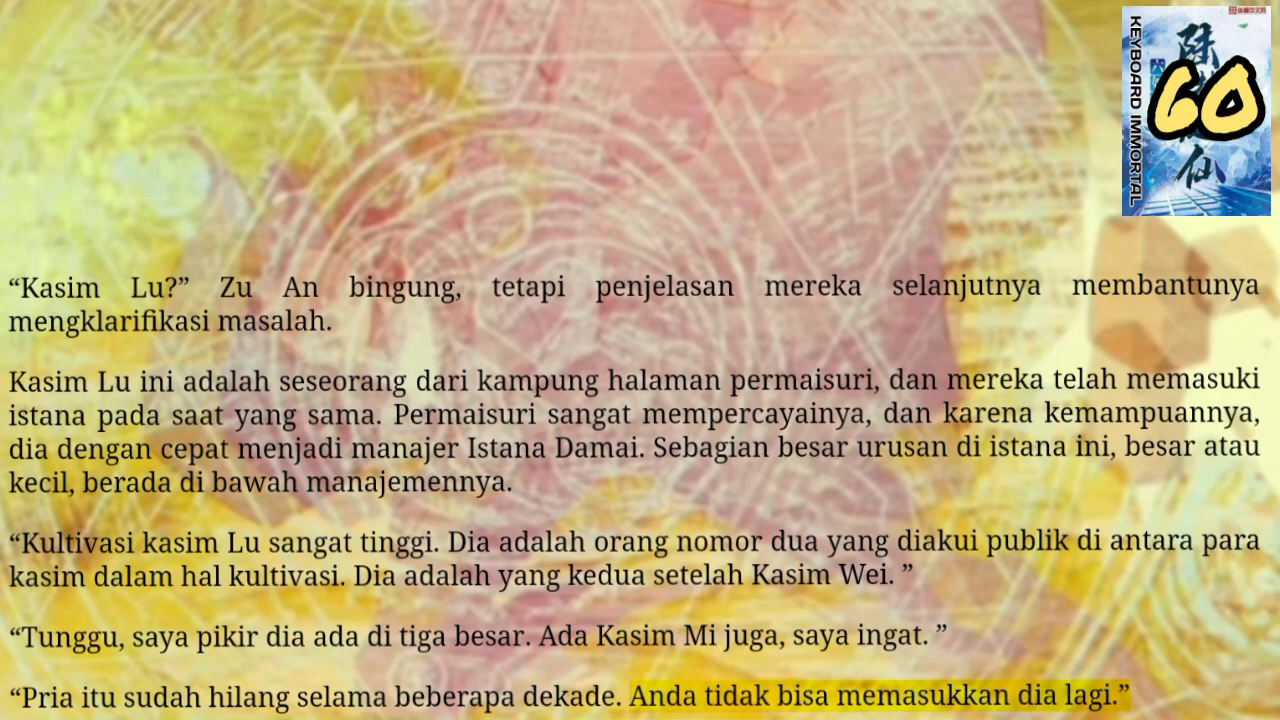 KEYBOARD IMMORTAL
60
仙
“Kasim Lu?” Zu An bingung, tetapi penjelasan mereka selanjutnya membantunya
mengklarifikasi masalah.
Kasim Lu ini adalah seseorang dari kampung halaman permaisuri, dan mereka telah memasuki
istana pada saat yang sama. Permaisuri sangat mempercayainya, dan karena kemampuannya,
dia dengan cepat menjadi manajer Istana Damai. Sebagian besar urusan di istana ini, besar atau
kecil, berada di bawah manajemennya.
“Kultivasi kasim Lu sangat tinggi. Dia adalah orang nomor dua yang diakui publik di antara para
kasim dalam hal kultivasi. Dia adalah yang kedua setelah Kasim Wei. ”
“Tunggu, saya pikir dia ada di tiga besar. Ada Kasim Mi juga, saya ingat. ”
“Pria itu sudah hilang selama beberapa dekade. Anda tidak bisa memasukkan dia lagi.”